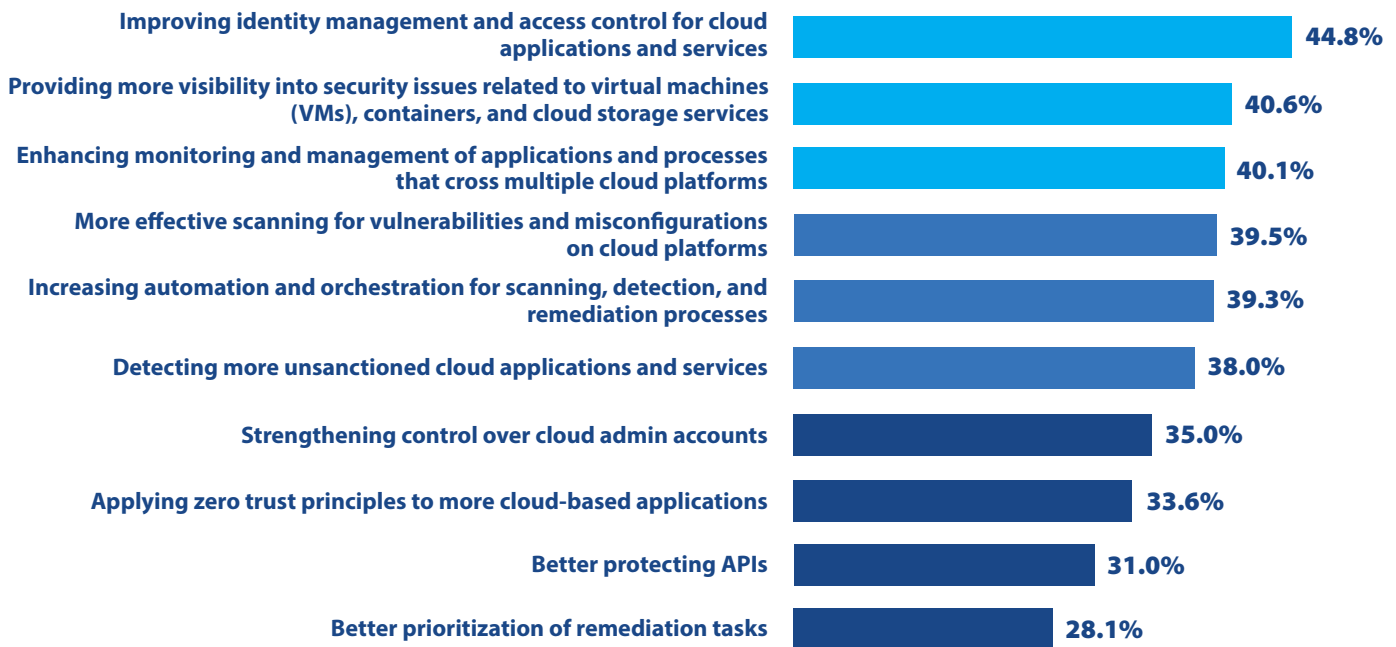 Improving identity management and access control for cloud
applications and services
44.8%
Providing more visibility into security issues related to virtual machines
(VMs), containers, and cloud storage services
40.6%
Enhancing monitoring and management of applications and processes
that cross multiple cloud platforms
40.1%
More effective scanning for vulnerabilities and misconfigurations
on cloud platforms
39.5%
Increasing automation and orchestration for scanning, detection, and
remediation processes
39.3%
Detecting more unsanctioned cloud applications and services
38.0%
Strengthening control over cloud admin accounts
35.0%
Applying zero trust principles to more cloud-based applications
33.6%
Better protecting APIs
31.0%
Better prioritization of remediation tasks
28.1%